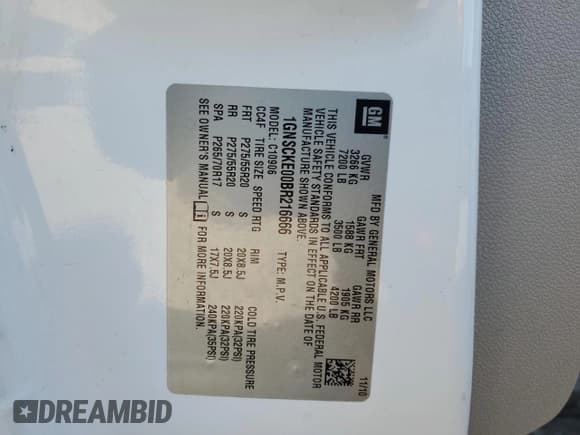 GM
MFD BY GENERAL MOTORS LLC
GVWR GAWR FRT GAWR RR
3266 KG 1588 KG 1905 KG
7200 LB 3500 LB 4200 LB
THIS VEHICLE CONFORMS TO ALL APPLICABLE U.S. FEDERAL MOTOR
VEHICLE SAFETY STANDARDS IN EFFECT ON THE DATE OF
MANUFACTURE SHOWN ABOVE.
11/10
1GNSCKE00BR216666 TYPE: M.P.V.
MODEL: C10906
CC4F TIRE SIZE SPEED RTG RIM COLD TIRE PRESSURE
FRT P275/55R20 S 20X8.5J 220KPA(32PSI)
RR P275/55R20 S 20X8.5J 220KPA(32PSI)
SPA P265/70R17 S 17X7.5J 240KPA(35PSI)
SEE OWNER'S MANUAL FOR MORE INFORMATION.
DREAMBID